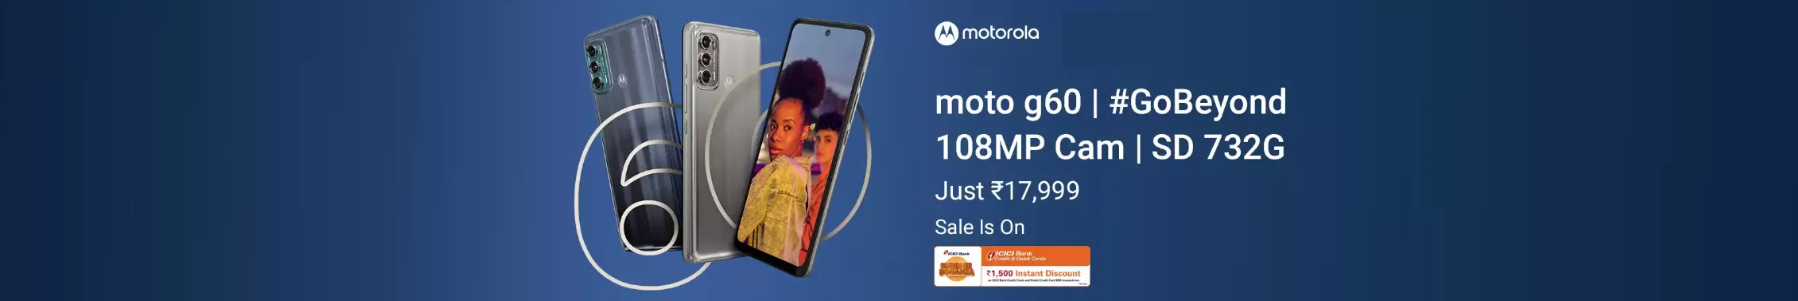 motorola
moto g60 | #GoBeyond
108MP Cam | SD 732G
Just ₹17,999
Sale Is On
ICICI Bank
ICICI Bank
Credit & Debit Cards
₹1,500 Instant Discount